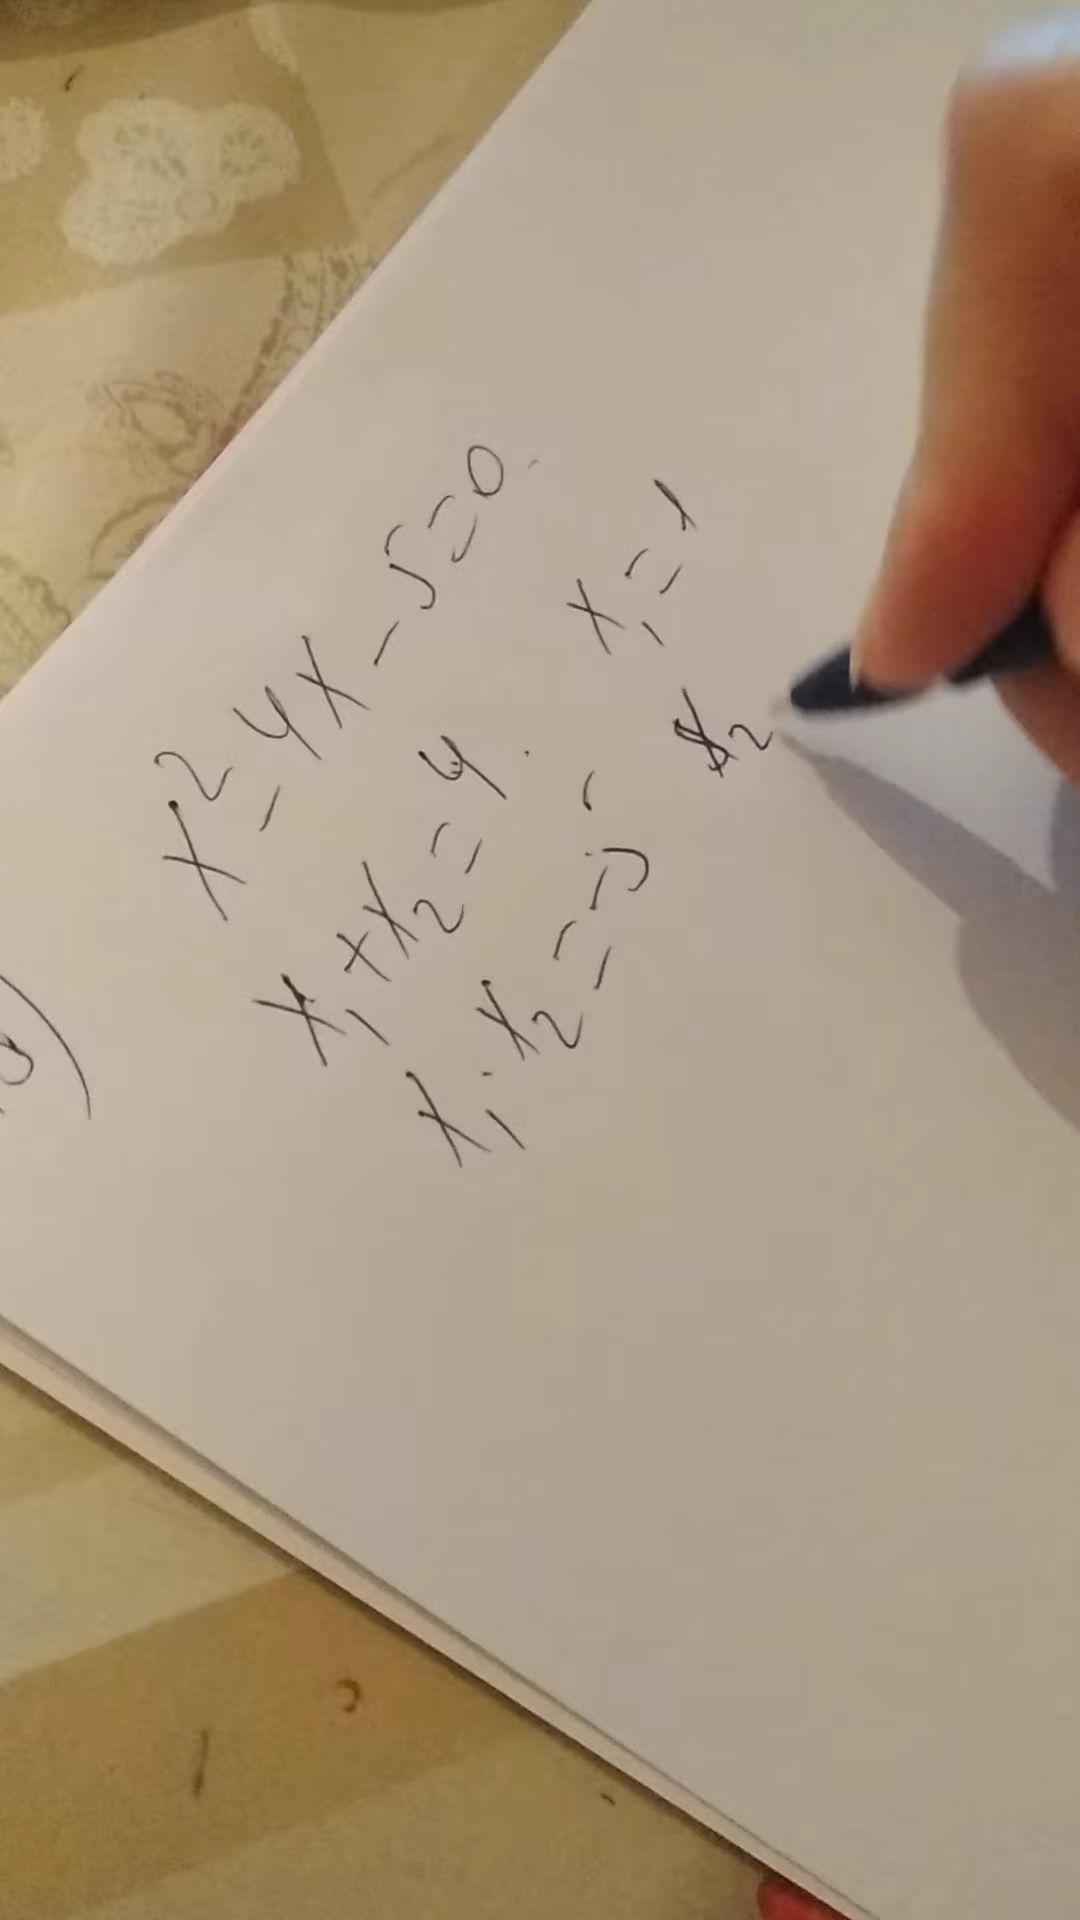 x² - 4x - 5 = 0
x₁ + x₂ = 4
x₁ · x₂ = -5
x₁ = 1
x₂